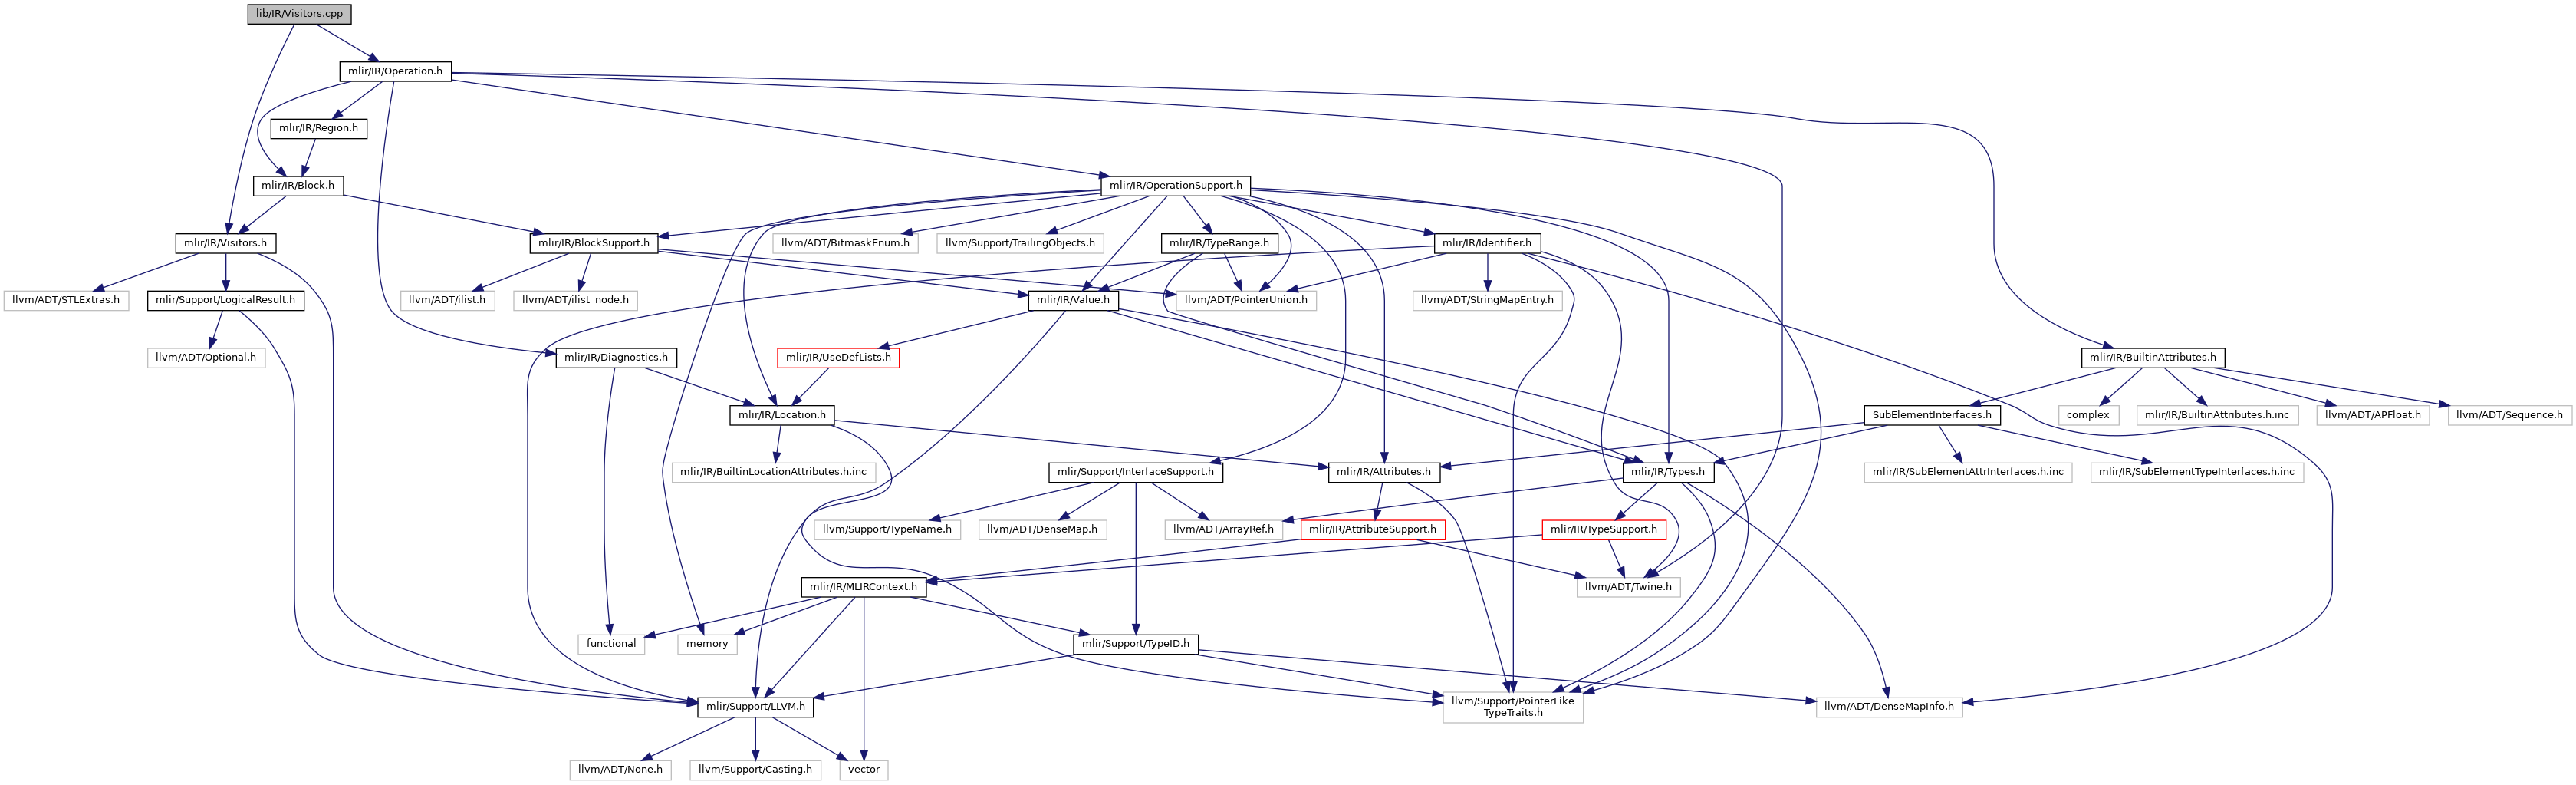 lib/IR/Visitors.cpp
mlir/IR/Operation.h
mlir/IR/Region.h
mlir/IR/Block.h
mlir/IR/OperationSupport.h
mlir/IR/Visitors.h
mlir/IR/BlockSupport.h
llvm/ADT/BitmaskEnum.h
llvm/Support/TrailingObjects.h
mlir/IR/TypeRange.h
mlir/IR/Identifier.h
llvm/ADT/STLExtras.h
mlir/Support/LogicalResult.h
llvm/ADT/ilist.h
llvm/ADT/ilist_node.h
mlir/IR/Value.h
llvm/ADT/PointerUnion.h
llvm/ADT/StringMapEntry.h
llvm/ADT/Optional.h
mlir/IR/Diagnostics.h
mlir/IR/UseDefLists.h
mlir/IR/BuiltinAttributes.h
mlir/IR/Location.h
SubElementInterfaces.h
complex
mlir/IR/BuiltinAttributes.h.inc
llvm/ADT/APFloat.h
llvm/ADT/Sequence.h
mlir/IR/BuiltinLocationAttributes.h.inc
mlir/Support/InterfaceSupport.h
mlir/IR/Attributes.h
mlir/IR/Types.h
mlir/IR/SubElementAttrInterfaces.h.inc
mlir/IR/SubElementTypeInterfaces.h.inc
llvm/Support/TypeName.h
llvm/ADT/DenseMap.h
llvm/ADT/ArrayRef.h
mlir/IR/AttributeSupport.h
mlir/IR/TypeSupport.h
mlir/IR/MLIRContext.h
llvm/ADT/Twine.h
functional
memory
mlir/Support/TypeID.h
mlir/Support/LLVM.h
llvm/Support/PointerLike
TypeTraits.h
llvm/ADT/DenseMapInfo.h
llvm/ADT/None.h
llvm/Support/Casting.h
vector